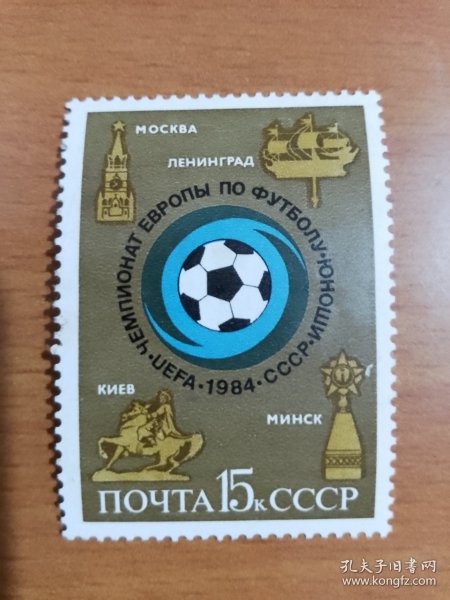 МОСКВА
ЛЕНИНГРАД
ЧЕМПИОНАТ ЕВРОПЫ ПО ФУТБОЛУ·ЮНОШИ·СССР·1984·UEFA·
КИЕВ
МИНСК
ПОЧТА 15к СССР
孔夫子旧书网
www.kongfz.com